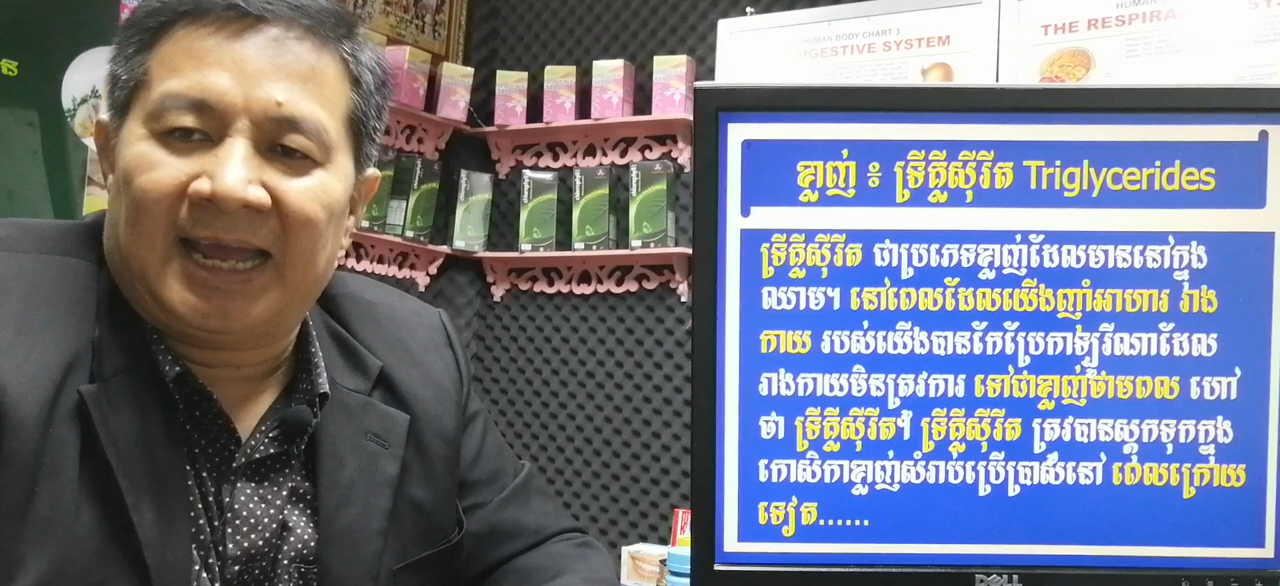 HUMAN BODY CHART 3
IGESTIVE SYSTEM
HUMAN
THE RESPIRA
ខ្លាញ់ ៖ ទ្រីគ្លីស៊ីរីត Triglycerides
ទ្រីគ្លីស៊ីរីត ជាប្រភេទខ្លាញ់ដែលមាននៅក្នុង
ឈាម។ នៅពេលដែលយើងញ៉ាំអាហារ រាង
កាយ របស់យើងបានកែប្រែកាឡូរីណាដែល
រាងកាយមិនត្រូវការ ទៅជាខ្លាញ់ថាមពល ហៅ
ថា ទ្រីគ្លីស៊ីរីត។ ទ្រីគ្លីស៊ីរីត ត្រូវបានស្តុកទុកក្នុង
កោសិកាខ្លាញ់សំរាប់ប្រើប្រាស់នៅ ពេលក្រោយ
ទៀត......
chlorophyll
chlorophyll
chlorophyll
chlorophyll
DELL